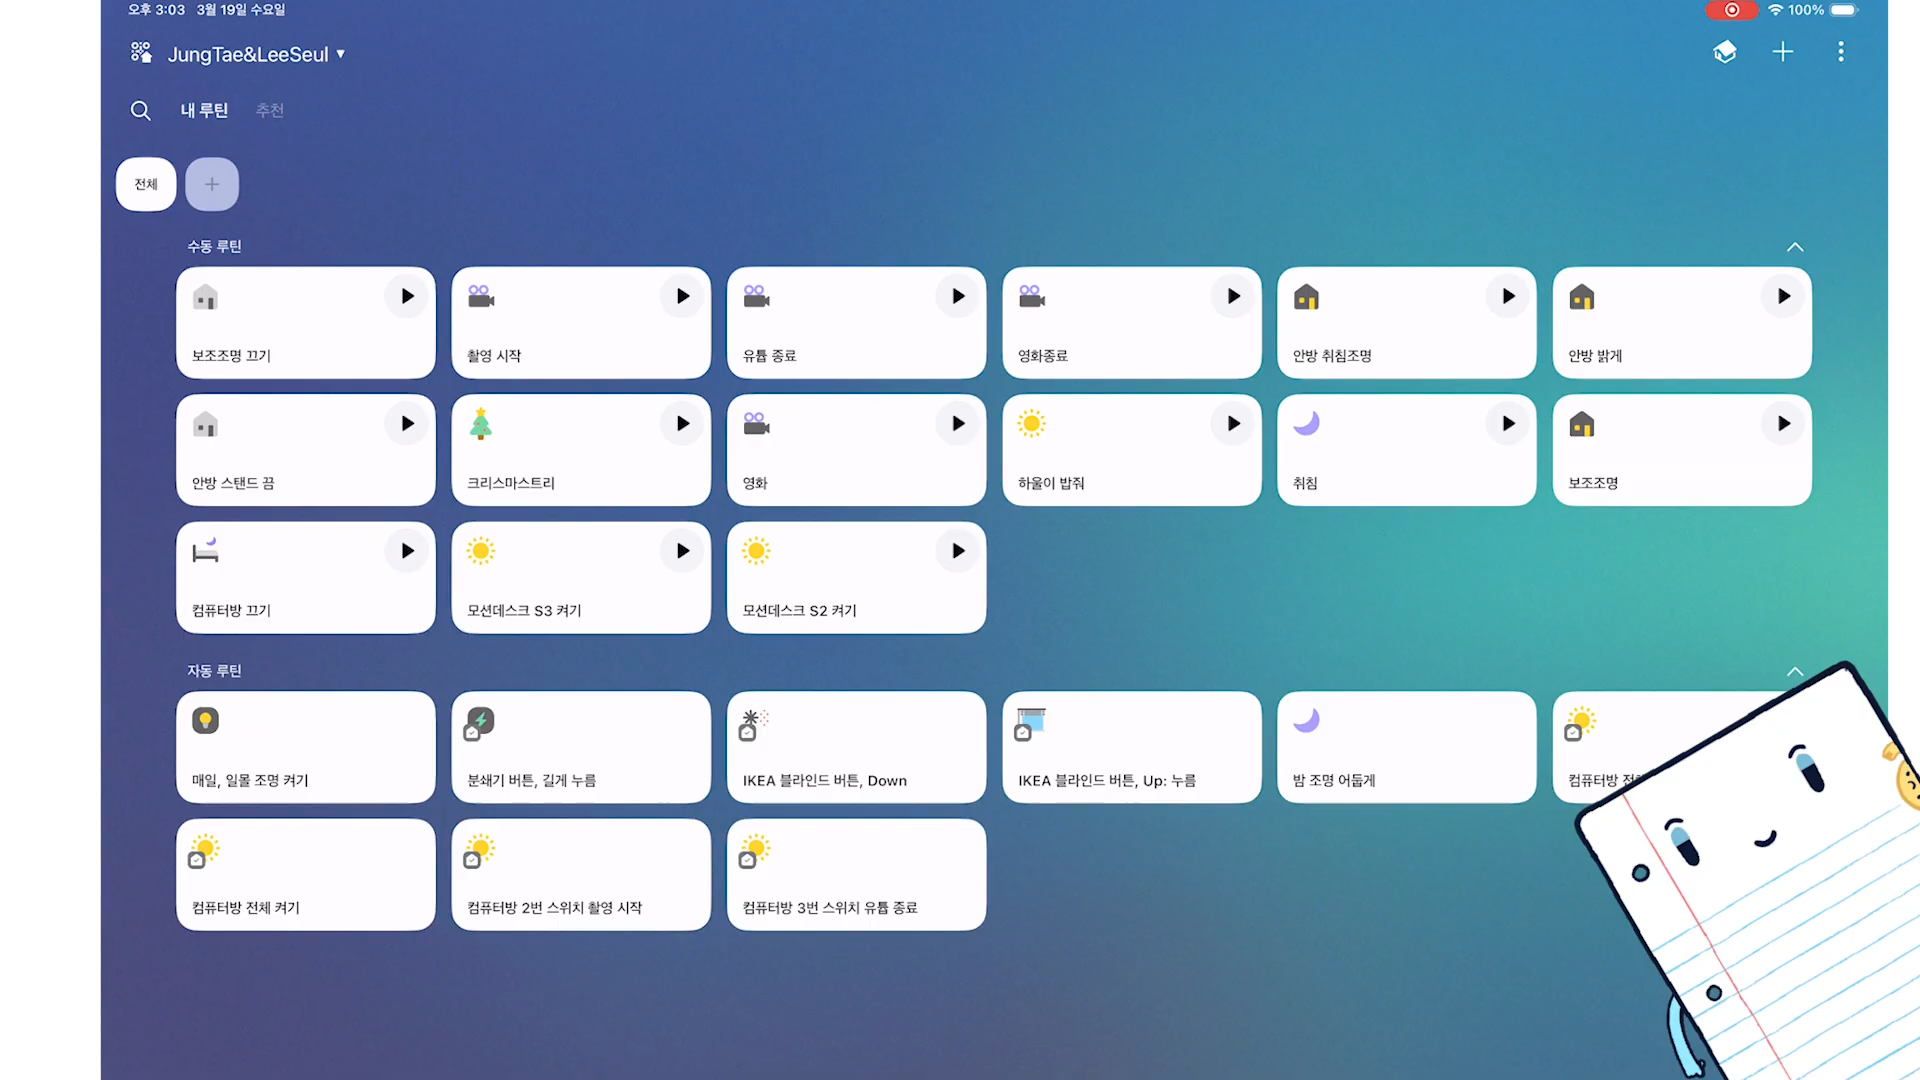 오후 3:03 3월 19일 수요일
100%
JungTae&LeeSeul
내 루틴 추천
전체
수동 루틴
보조조명 끄기
촬영 시작
유튭 종료
영화종료
안방 취침조명
안방 밝게
안방 스탠드 끔
크리스마스트리
영화
하울이 밥줘
취침
보조조명
컴퓨터방 끄기
모션데스크 S3 켜기
모션데스크 S2 켜기
자동 루틴
매일, 일몰 조명 켜기
분쇄기 버튼, 길게 누름
IKEA 블라인드 버튼, Down
IKEA 블라인드 버튼, Up: 누름
밤 조명 어둡게
컴퓨터방
컴퓨터방 전체 켜기
컴퓨터방 2번 스위치 촬영 시작
컴퓨터방 3번 스위치 유튭 종료